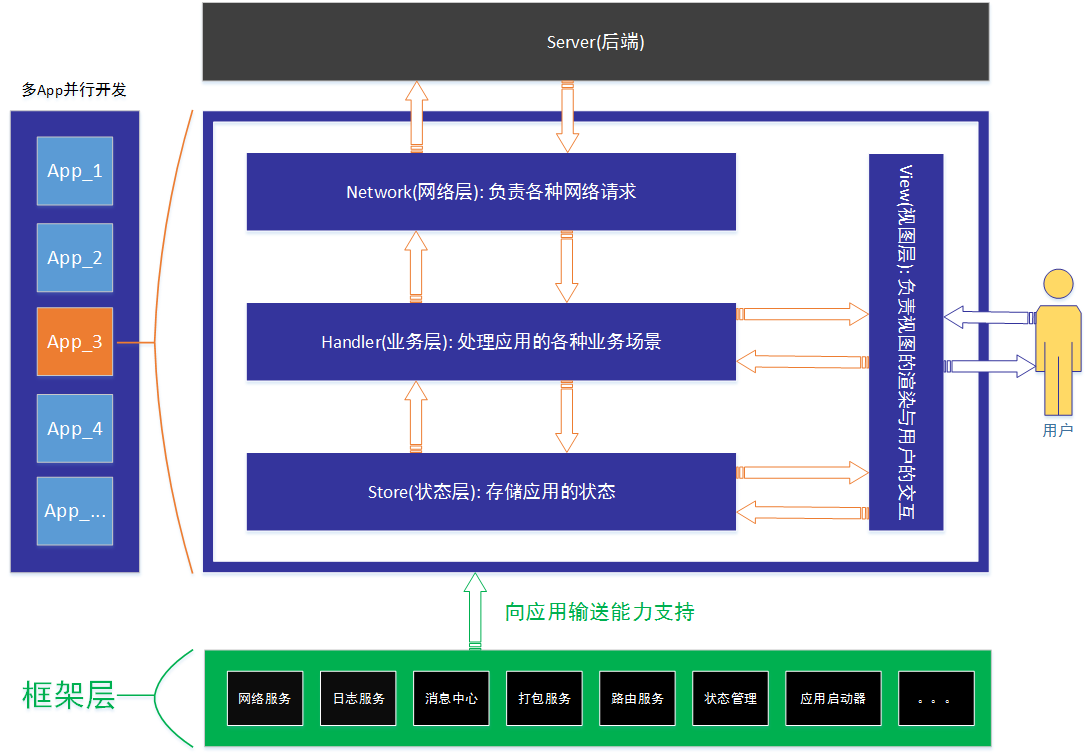 Server(后端)
多App并行开发
App_1
App_2
App_3
App_4
App_...
Network(网络层): 负责各种网络请求
Handler(业务层): 处理应用的各种业务场景
Store(状态层): 存储应用的状态
View(视图层): 负责视图的渲染与用户的交互
用户
向应用输送能力支持
框架层
网络服务
日志服务
消息中心
打包服务
路由服务
状态管理
应用启动器
。。。